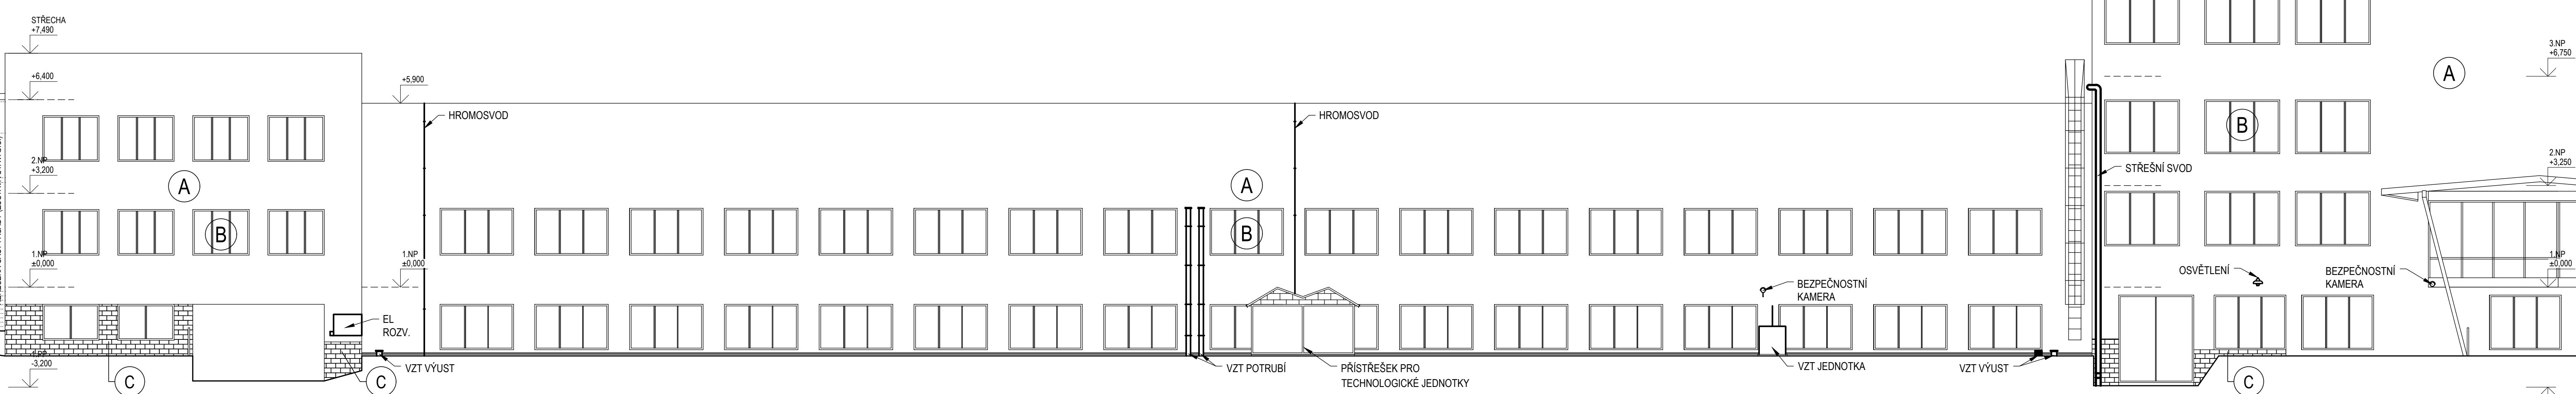 STŘECHA
+7,490
+6,400
2.NP
+3,200
A
B
1.NP
±0,000
1.PP
-3,200
C
EL
ROZV.
C
VZT VÝUST
+5,900
HROMOSVOD
1.NP
±0,000
VZT POTRUBÍ
A
B
HROMOSVOD
PŘÍSTŘEŠEK PRO
TECHNOLOGICKÉ JEDNOTKY
BEZPEČNOSTNÍ
KAMERA
VZT JEDNOTKA
VZT VÝUST
STŘEŠNÍ SVOD
B
A
OSVĚTLENÍ
BEZPEČNOSTNÍ
KAMERA
C
3.NP
+6,750
2.NP
+3,250
1.NP
±0,000